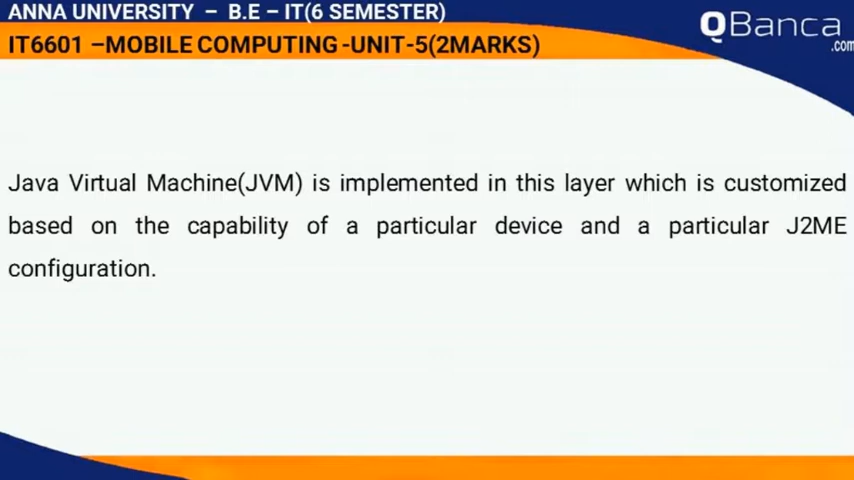 ANNA UNIVERSITY – B.E – IT(6 SEMESTER)
IT6601 –MOBILE COMPUTING -UNIT-5(2MARKS)
QBanca
.com
Java Virtual Machine(JVM) is implemented in this layer which is customized
based on the capability of a particular device and a particular J2ME
configuration.